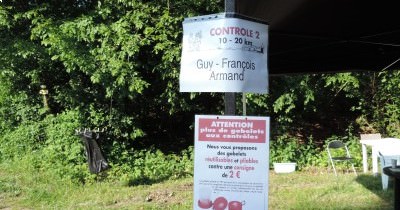 CONTROLE 2
10 - 20 km
Guy - François
Armand
ATTENTION
plus de gobelets
aux contrôles
Nous vous proposons
des gobelets
réutilisables et pliables
contre une consigne
de 2 €